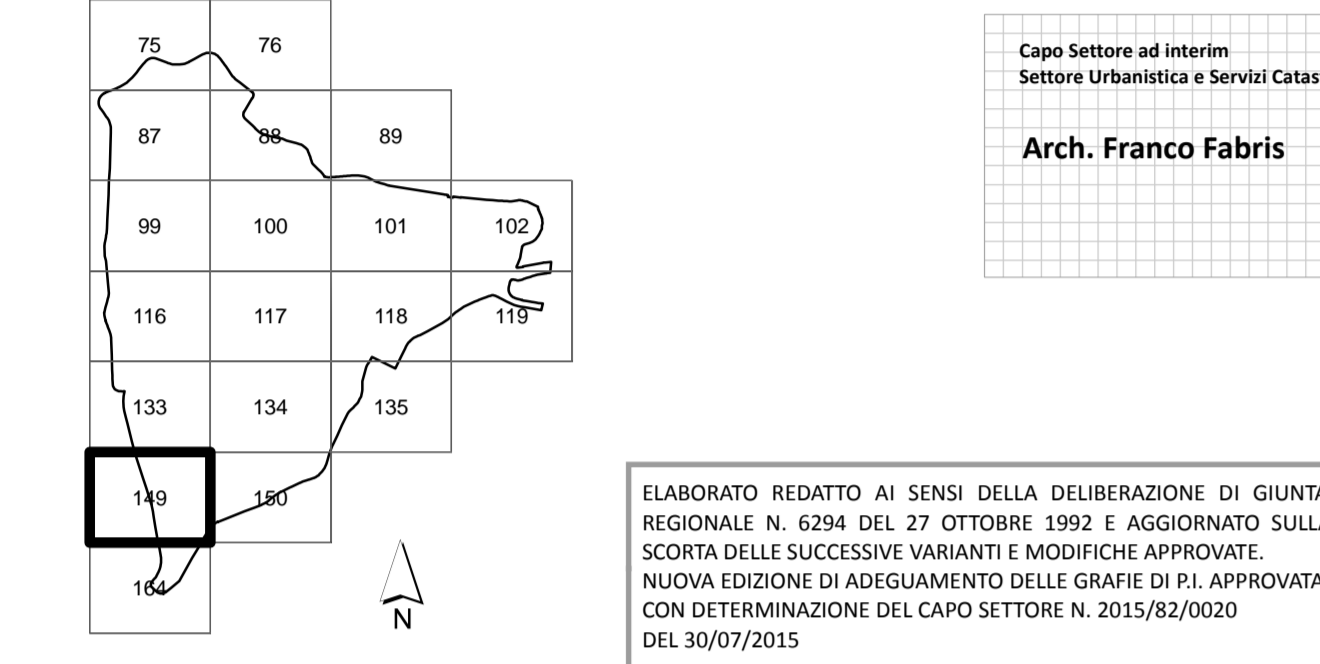 75 76
87 88 89
99 100 101 102
116 117 118 119
133 134 135
149 150
164
N
Capo Settore ad interim
Settore Urbanistica e Servizi Catas
Arch. Franco Fabris
ELABORATO REDATTO AI SENSI DELLA DELIBERAZIONE DI GIUNTA
REGIONALE N. 6294 DEL 27 OTTOBRE 1992 E AGGIORNATO SULLA
SCORTA DELLE SUCCESSIVE VARIANTI E MODIFICHE APPROVATE.
NUOVA EDIZIONE DI ADEGUAMENTO DELLE GRAFIE DI P.I. APPROVATA
CON DETERMINAZIONE DEL CAPO SETTORE N. 2015/82/0020
DEL 30/07/2015